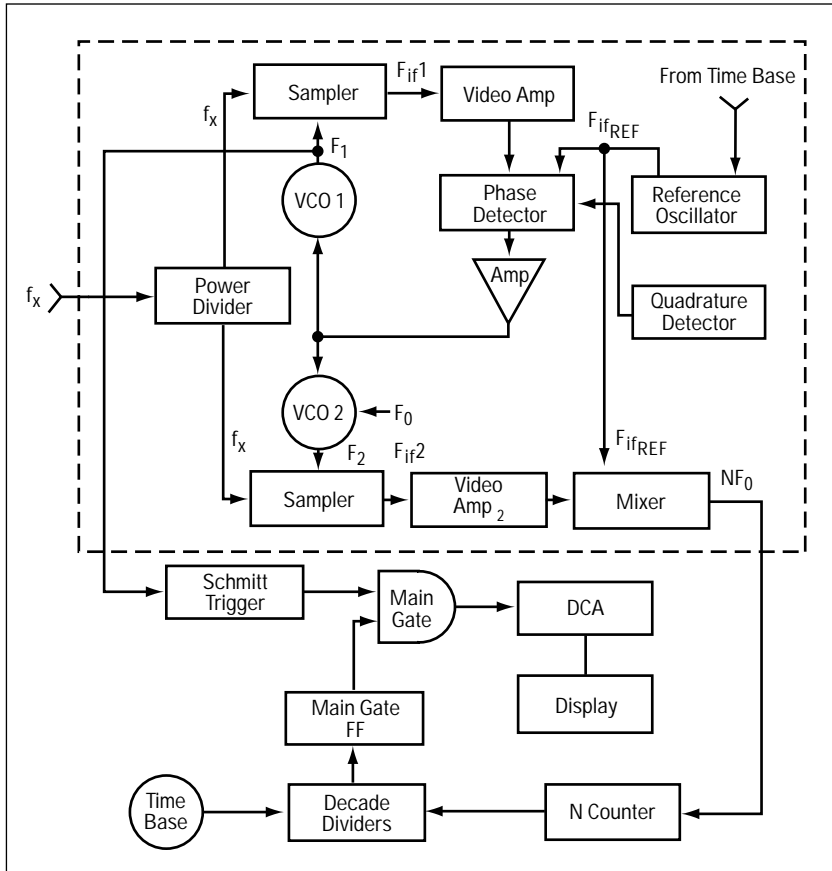 Sampler
F_if1
Video Amp
From Time Base
f_x
F_1
F_if_REF
VCO 1
Phase
Detector
Reference
Oscillator
f_x
Power
Divider
Amp
Quadrature
Detector
VCO 2
F_0
f_x
F_2
F_if2
F_if_REF
Sampler
Video
Amp_2
Mixer
NF_0
Schmitt
Trigger
Main
Gate
DCA
Main Gate
FF
Display
Time
Base
Decade
Dividers
N Counter